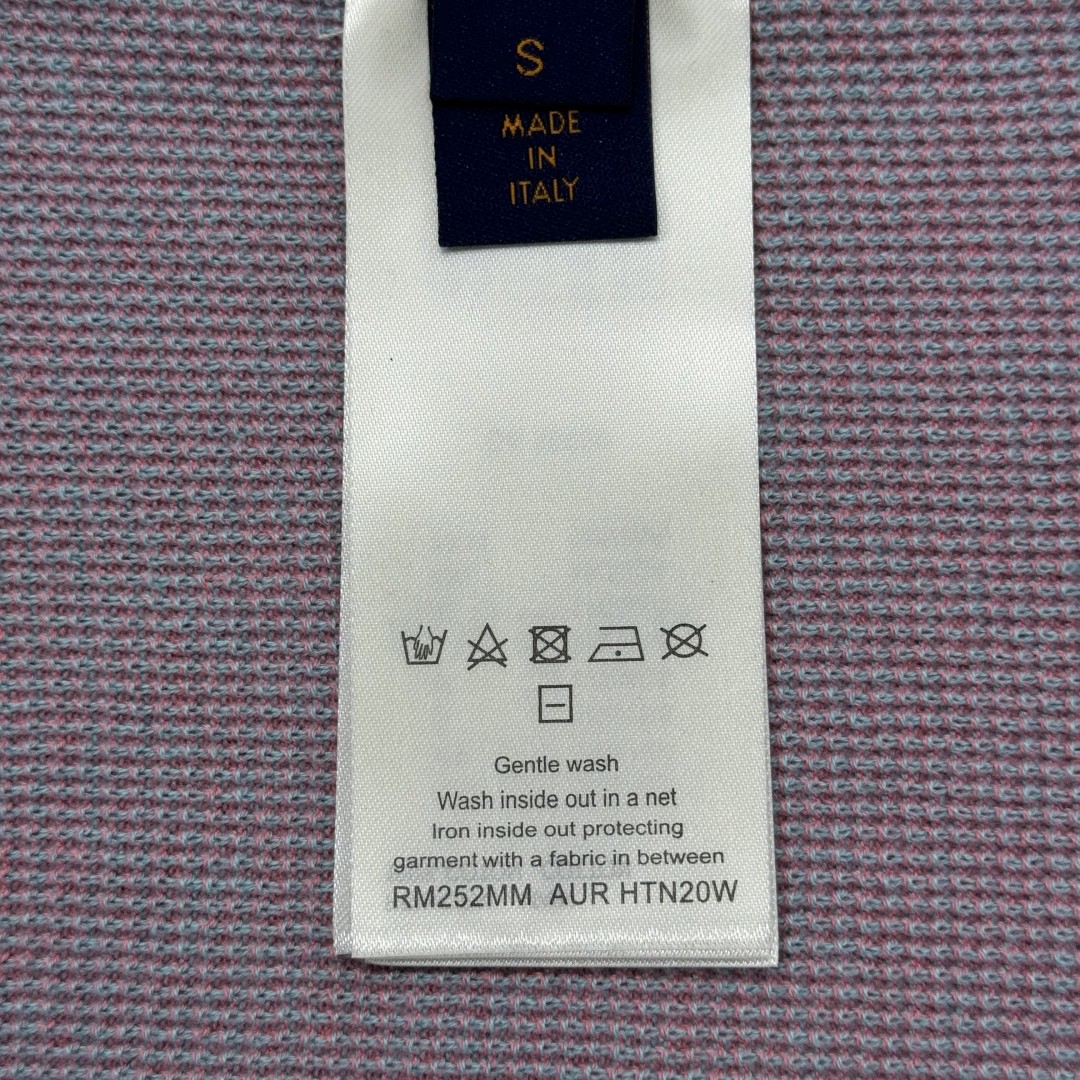 S
MADE
IN
ITALY
Gentle wash
Wash inside out in a net
Iron inside out protecting
garment with a fabric in between
RM252MM AUR HTN20W